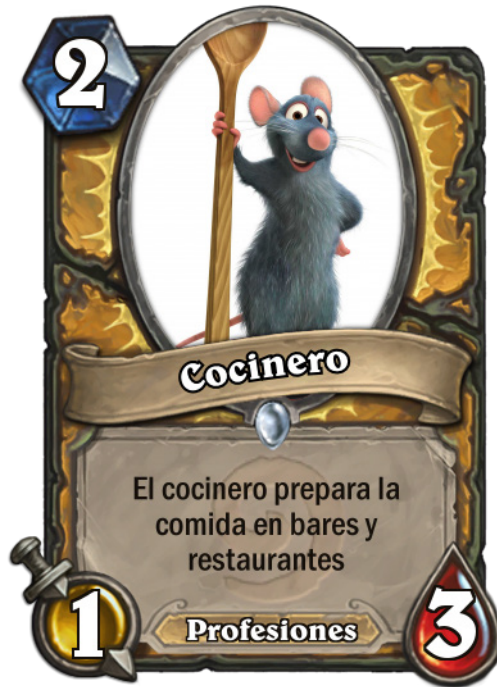 2
Cocinero
El cocinero prepara la
comida en bares y
restaurantes
1
Profesiones
3